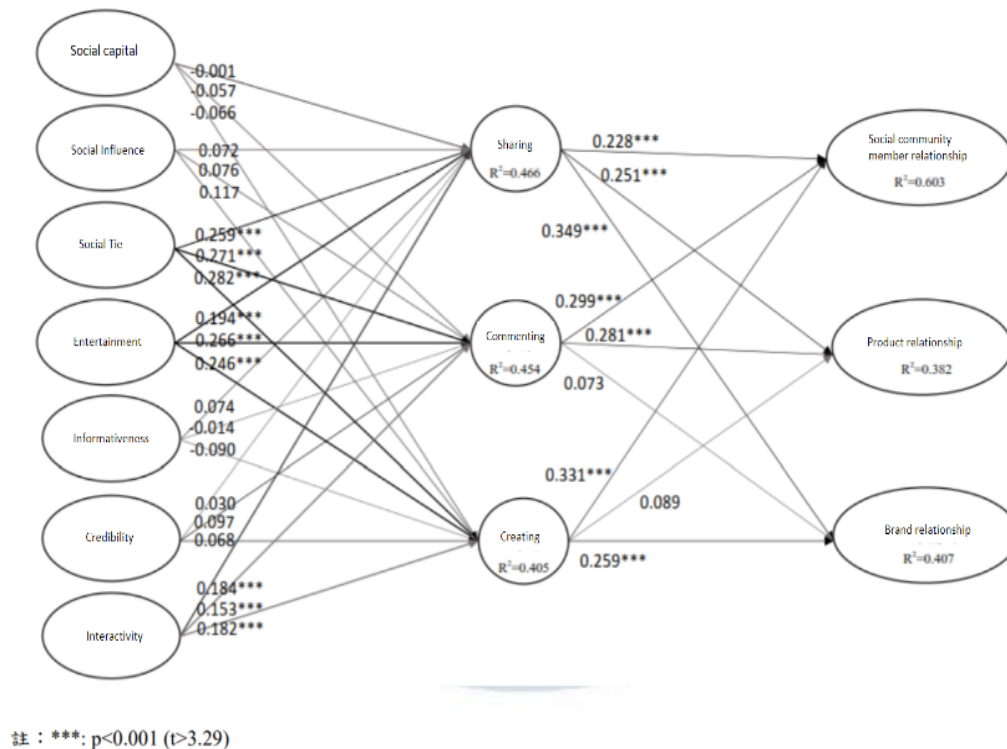 Social capital
-0.001
-0.057
-0.066
Social Influence
0.072
0.076
0.117
Social Tie
0.259***
0.271***
0.282***
Entertainment
0.194***
0.266***
0.246***
Informativeness
0.074
-0.014
-0.090
Credibility
0.030
0.097
0.068
Interactivity
0.184***
0.153***
0.182***
Sharing
R²=0.466
0.228***
0.251***
0.349***
Commenting
R²=0.454
0.299***
0.281***
0.073
Creating
R²=0.405
0.331***
0.089
0.259***
Social community
member relationship
R²=0.603
Product relationship
R²=0.382
Brand relationship
R²=0.407
註：***: p<0.001 (t>3.29)